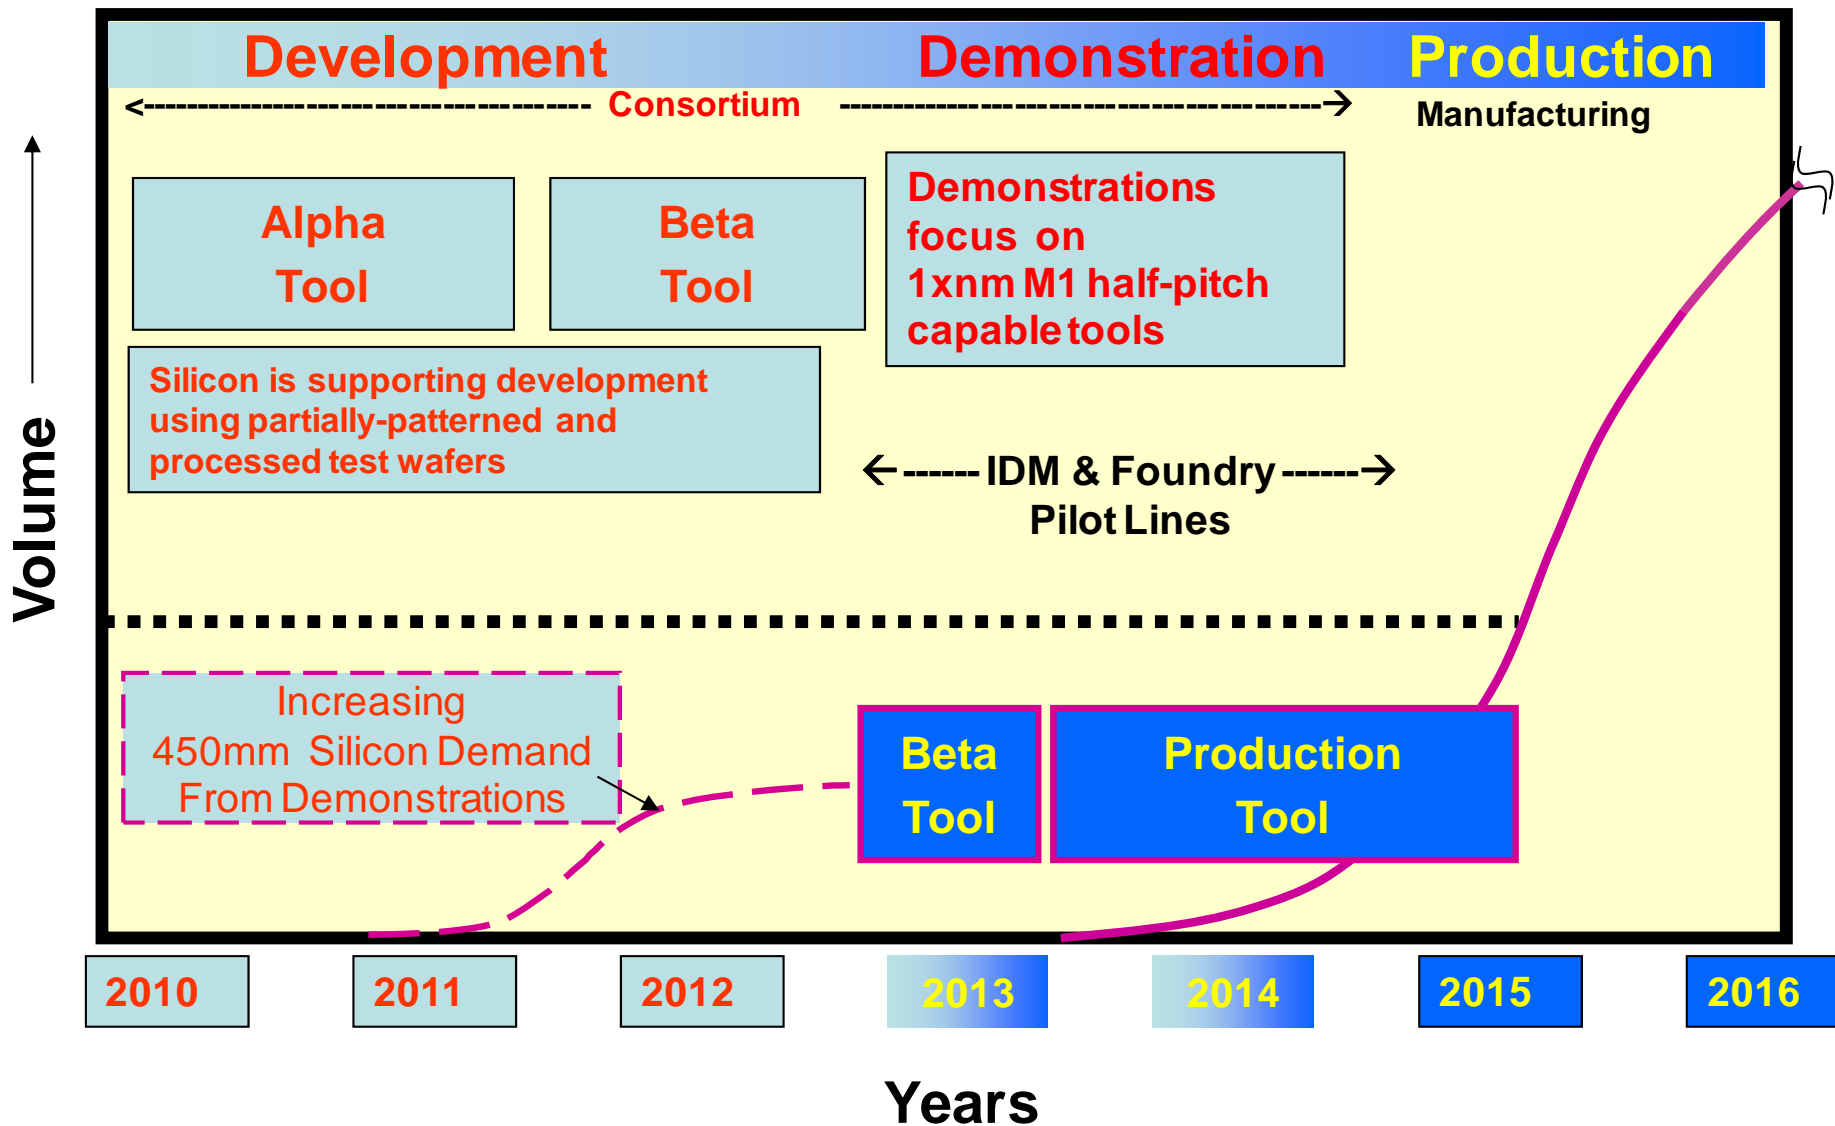 Development Demonstration Production
<--------------------------------------- Consortium ------------------------------------------→
Manufacturing
Alpha
Tool
Beta
Tool
Demonstrations
focus on
1xnm M1 half-pitch
capable tools
Silicon is supporting development
using partially-patterned and
processed test wafers
←------ IDM & Foundry ------→
Pilot Lines
Volume
Increasing
450mm Silicon Demand
From Demonstrations
Beta
Tool
Production
Tool
2010 2011 2012 2013 2014 2015 2016
Years